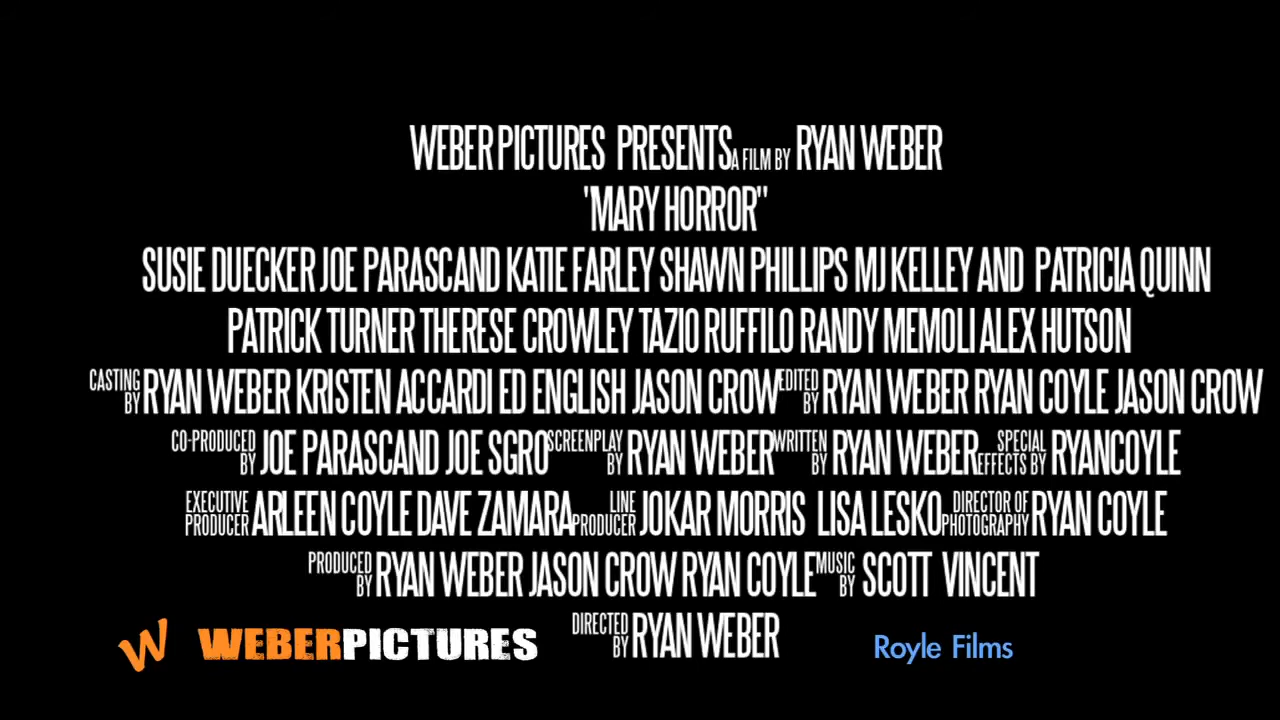 WEBER PICTURES PRESENTS A FILM BY RYAN WEBER
"MARY HORROR"
SUSIE DUECKER JOE PARASCAND KATIE FARLEY SHAWN PHILLIPS MJ KELLEY AND PATRICIA QUINN
PATRICK TURNER THERESE CROWLEY TAZIO RUFFILO RANDY MEMOLI ALEX HUTSON
CASTING BY RYAN WEBER KRISTEN ACCARDI ED ENGLISH JASON CROW EDITED BY RYAN WEBER RYAN COYLE JASON CROW
CO-PRODUCED BY JOE PARASCAND JOE SGRO SCREENPLAY BY RYAN WEBER WRITTEN BY RYAN WEBER SPECIAL EFFECTS BY RYANCOYLE
EXECUTIVE PRODUCER ARLEEN COYLE DAVE ZAMARA LINE PRODUCER JOKAR MORRIS LISA LESKO DIRECTOR OF PHOTOGRAPHY RYAN COYLE
PRODUCED BY RYAN WEBER JASON CROW RYAN COYLE MUSIC BY SCOTT VINCENT
DIRECTED BY RYAN WEBER
W WEBERPICTURES
Royle Films